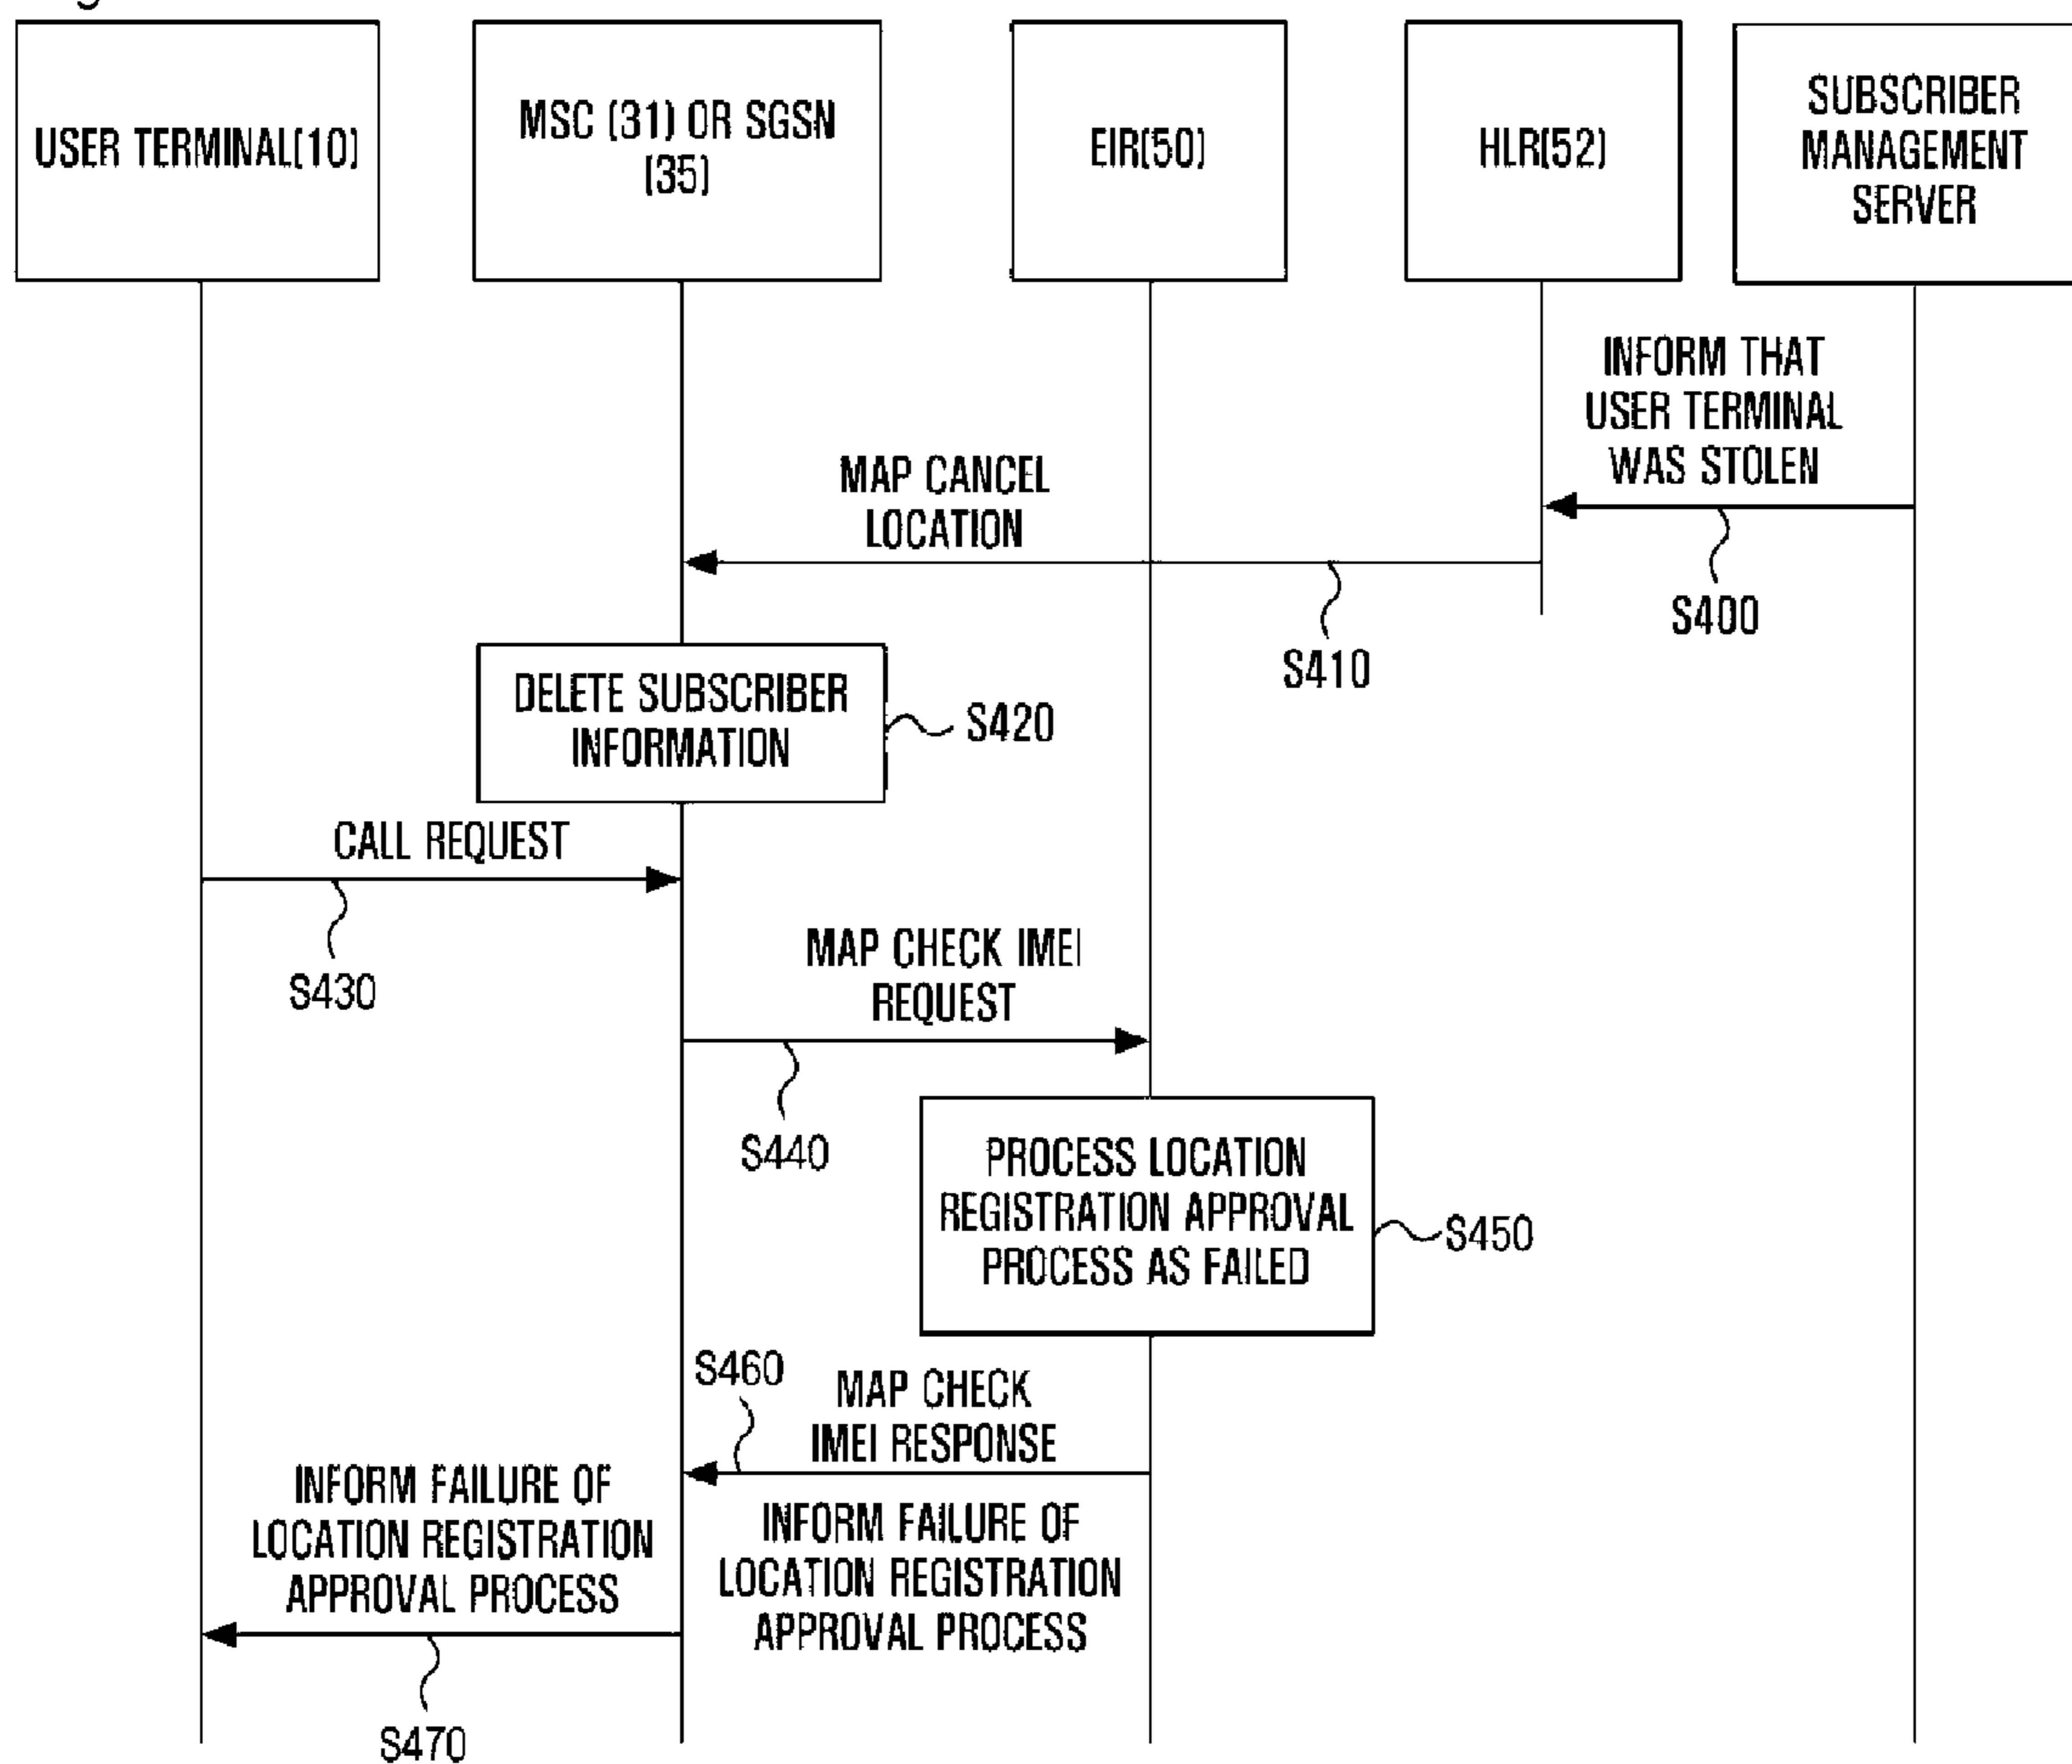 USER TERMINAL(10)
MSC (31) OR SGSN
(35)
EIR(50)
HLR(52)
SUBSCRIBER
MANAGEMENT
SERVER
INFORM THAT
USER TERMINAL
WAS STOLEN
S400
MAP CANCEL
LOCATION
S410
DELETE SUBSCRIBER
INFORMATION
S420
CALL REQUEST
S430
MAP CHECK IMEI
REQUEST
S440
PROCESS LOCATION
REGISTRATION APPROVAL
PROCESS AS FAILED
S450
S460
MAP CHECK
IMEI RESPONSE
INFORM FAILURE OF
LOCATION REGISTRATION
APPROVAL PROCESS
INFORM FAILURE OF
LOCATION REGISTRATION
APPROVAL PROCESS
S470